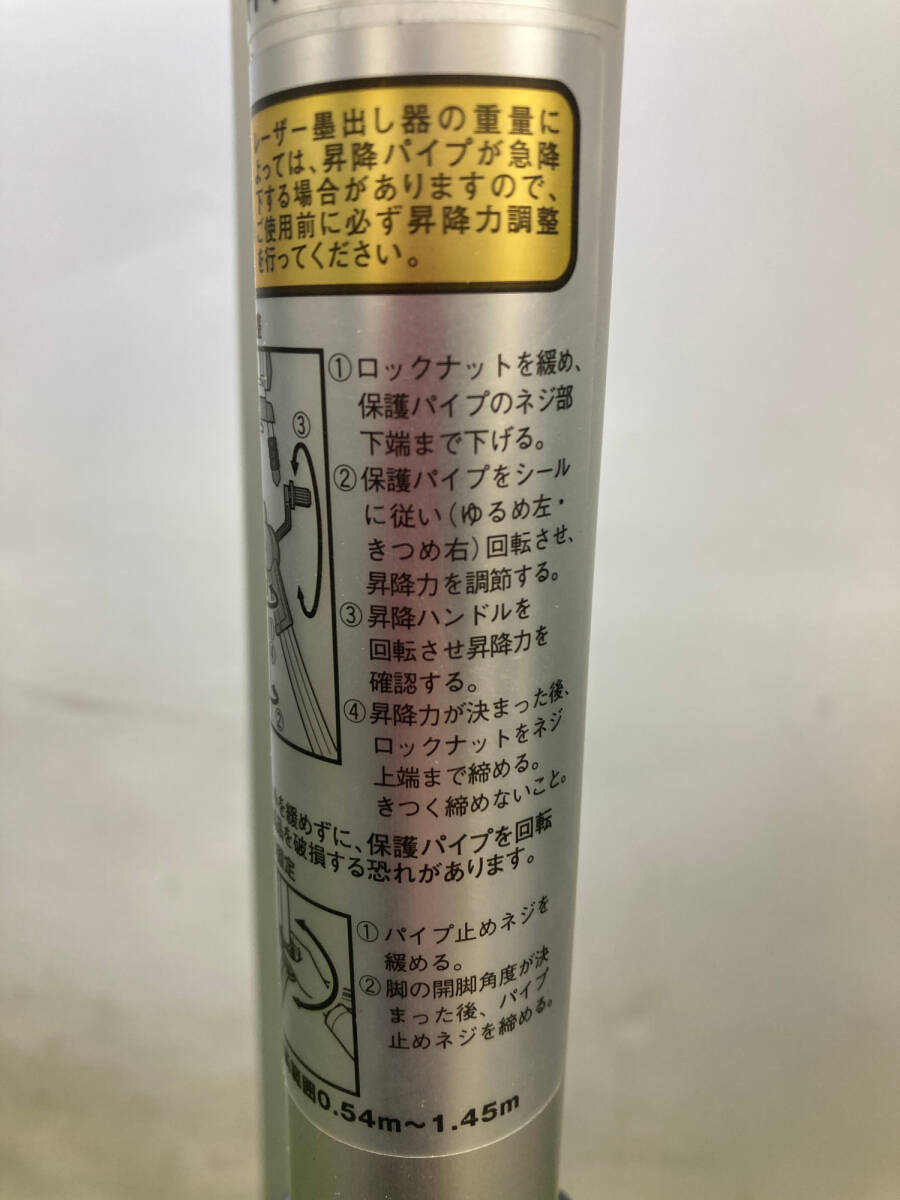 レーザー墨出し器の重量に
よっては、昇降パイプが急降
下する場合がありますので、
ご使用前に必ず昇降力調整
を行ってください。
①ロックナットを緩め、
保護パイプのネジ部
下端まで下げる。
②保護パイプをシール
に従い(ゆるめ左・
きつめ右)回転させ、
昇降力を調節する。
③昇降ハンドルを
回転させ昇降力を
確認する。
④昇降力が決まった後、
ロックナットをネジ
上端まで締める。
きつく締めないこと。
③
②
を緩めずに、保護パイプを回転
を破損する恐れがあります。
定
①パイプ止めネジを
緩める。
②脚の開脚角度が決
まった後、パイプ
止めネジを締める。
範囲0.54m〜1.45m